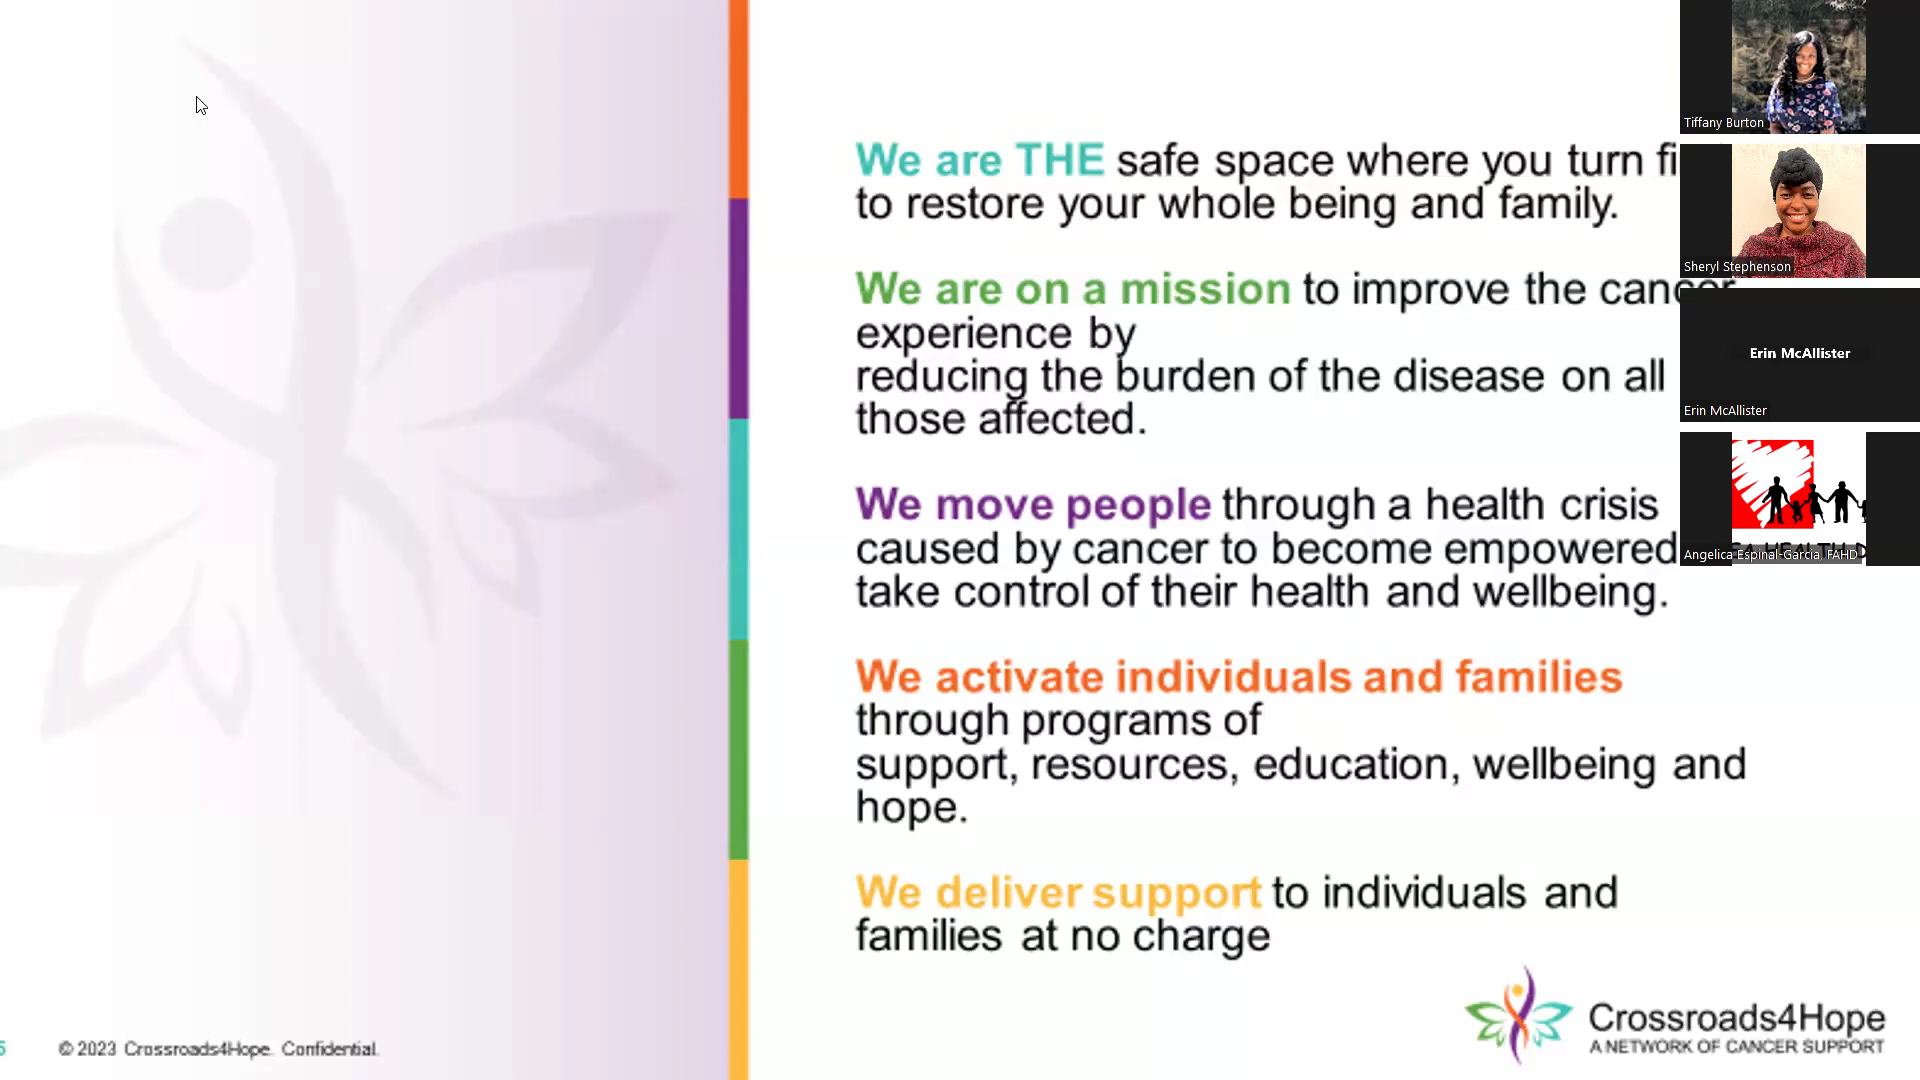 We are THE safe space where you turn fi
to restore your whole being and family.
We are on a mission to improve the cancer
experience by
reducing the burden of the disease on all
those affected.
We move people through a health crisis
caused by cancer to become empowered
take control of their health and wellbeing.
We activate individuals and families
through programs of
support, resources, education, wellbeing and
hope.
We deliver support to individuals and
families at no charge
Crossroads4Hope
A NETWORK OF CANCER SUPPORT
5
© 2023 Crossroads4Hope. Confidential.
Tiffany Burton
Sheryl Stephenson
Erin McAllister
Erin McAllister
Angelica Espinal-Garcia, FAHD